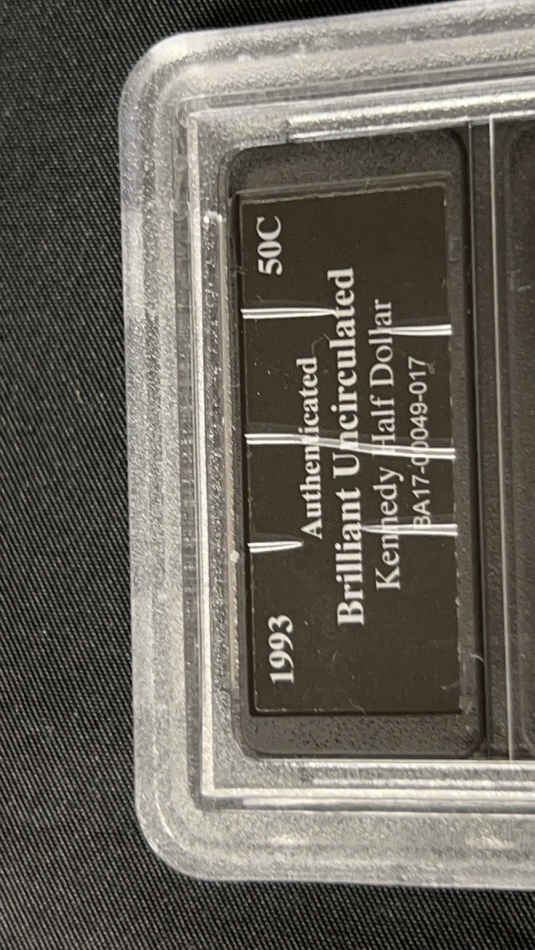 1993 50C
Authenticated
Brilliant Uncirculated
Kennedy Half Dollar
BA17-00049-017